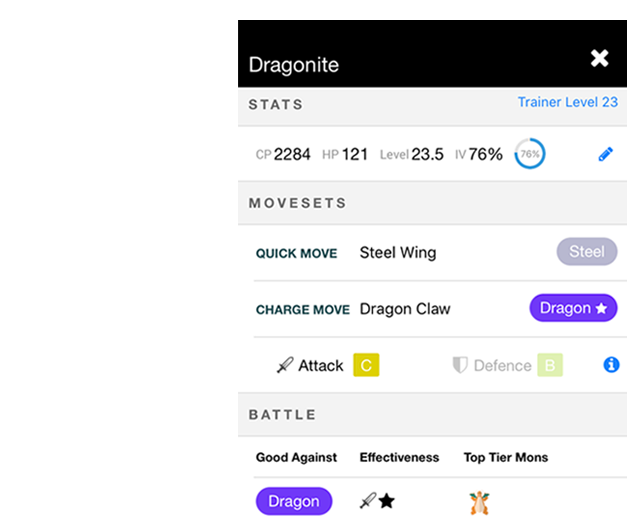 Dragonite
STATS Trainer Level 23
CP 2284 HP 121 Level 23.5 IV 76% 76%
MOVESETS
QUICK MOVE Steel Wing Steel
CHARGE MOVE Dragon Claw Dragon
Attack C Defence B
BATTLE
Good Against Effectiveness Top Tier Mons
Dragon